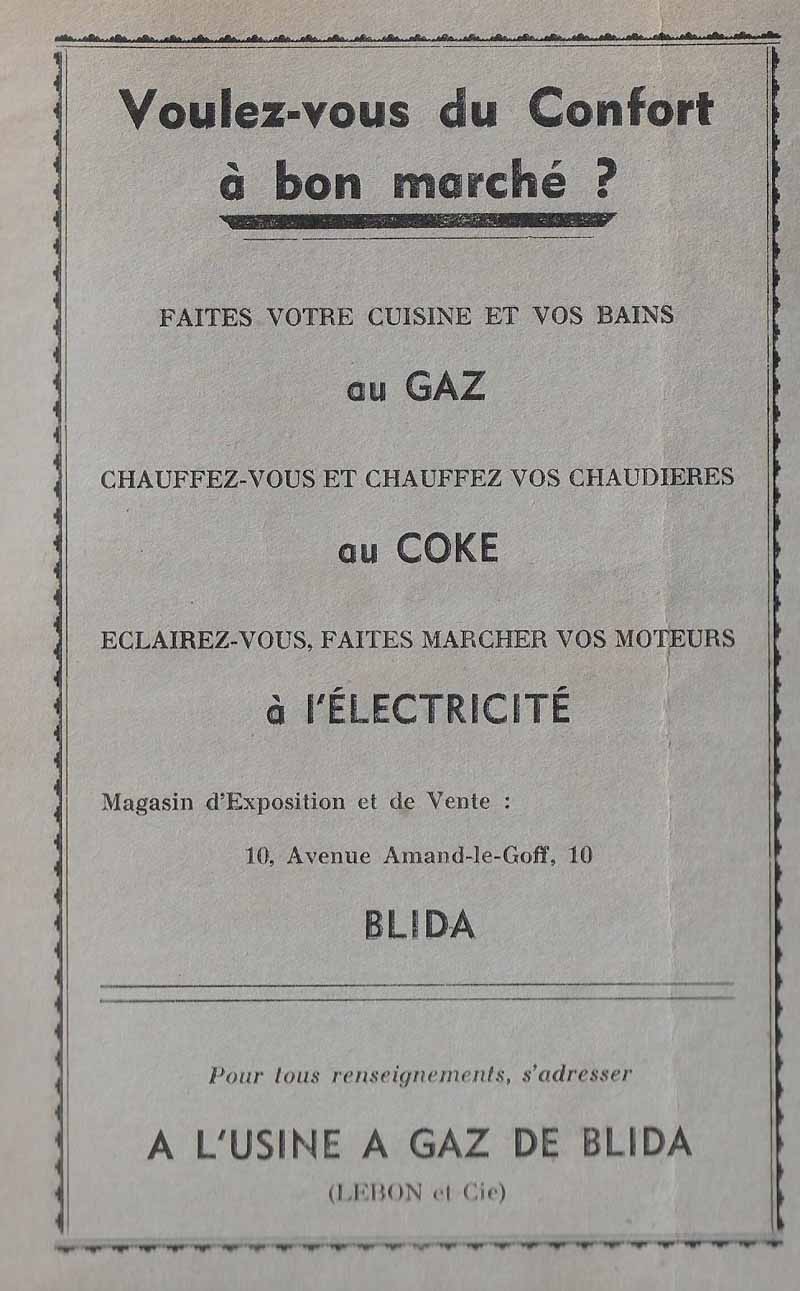 Voulez-vous du Confort
à bon marché ?
FAITES VOTRE CUISINE ET VOS BAINS
au GAZ
CHAUFFEZ-VOUS ET CHAUFFEZ VOS CHAUDIERES
au COKE
ECLAIREZ-VOUS, FAITES MARCHER VOS MOTEURS
à l'ÉLECTRICITÉ
Magasin d'Exposition et de Vente :
10, Avenue Amand-le-Goff, 10
BLIDA
Pour tous renseignements, s'adresser
A L'USINE A GAZ DE BLIDA
(LEBON et Cie)